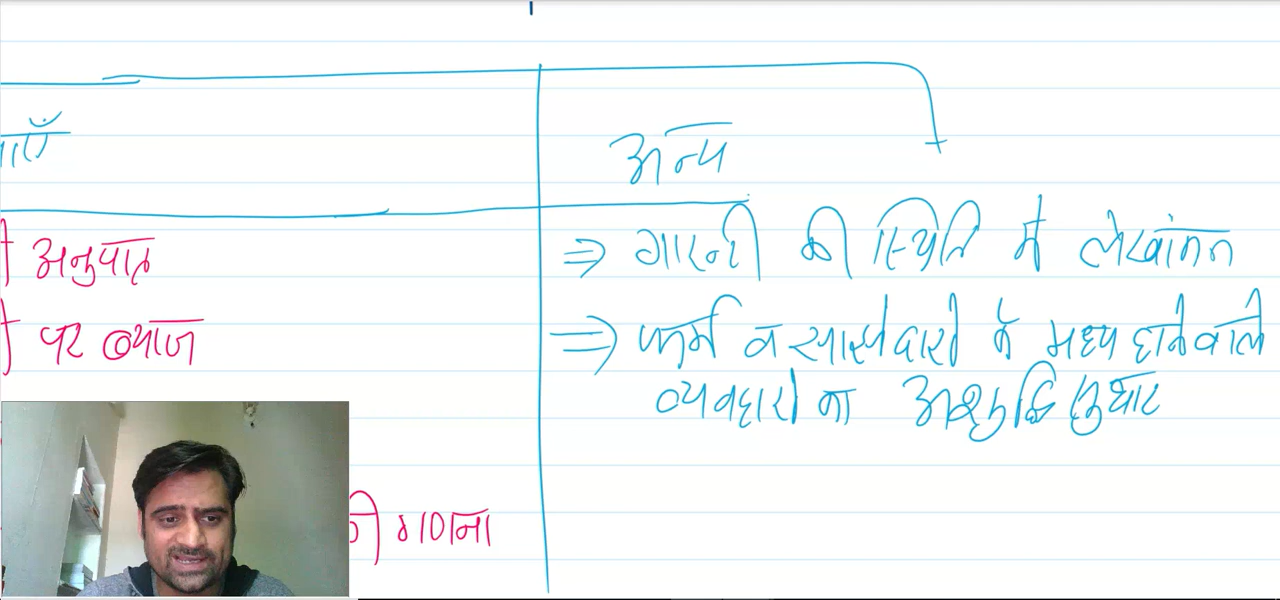 अन्य
अनुपात
पर ब्याज
गणना
⇒ गारन्टी की स्थिति में लेखांकन
⇒ फर्म व साझेदारो के मध्य होने वाले
व्यवहारो का अशुद्धि सुधार